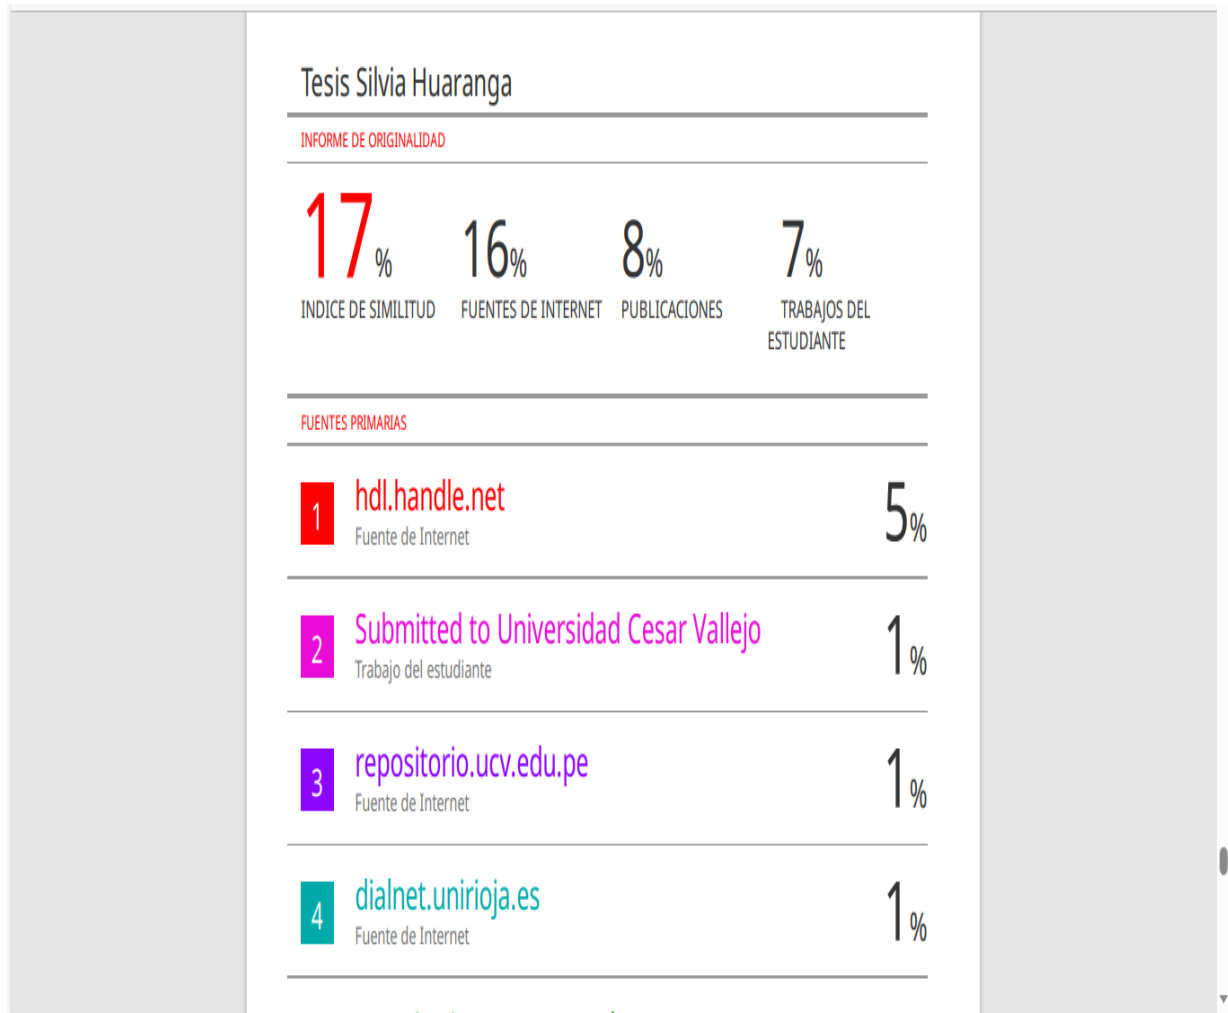 Tesis Silvia Huaranga
INFORME DE ORIGINALIDAD
17% 16% 8% 7%
INDICE DE SIMILITUD FUENTES DE INTERNET PUBLICACIONES TRABAJOS DEL
ESTUDIANTE
FUENTES PRIMARIAS
1 hdl.handle.net 5%
Fuente de Internet
2 Submitted to Universidad Cesar Vallejo 1%
Trabajo del estudiante
3 repositorio.ucv.edu.pe 1%
Fuente de Internet
4 dialnet.unirioja.es 1%
Fuente de Internet